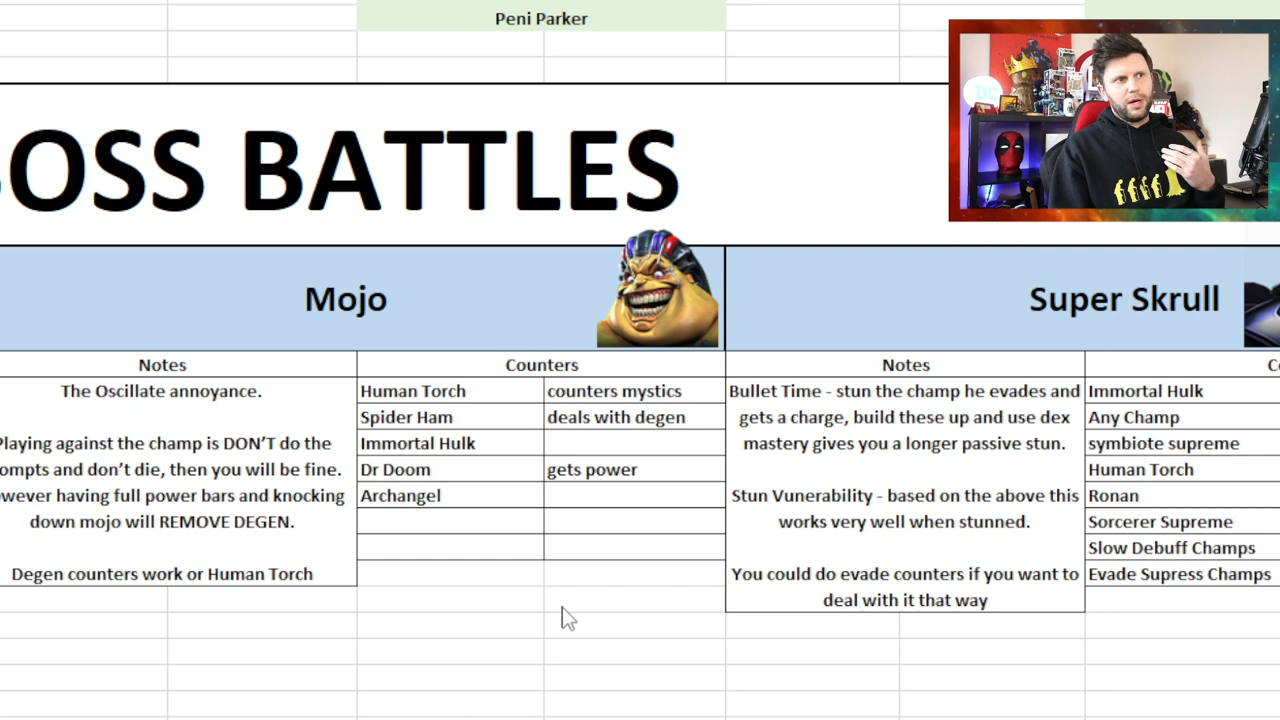 Peni Parker
OSS BATTLES
Mojo
Super Skrull
Notes
Counters
Notes
The Oscillate annoyance.
Playing against the champ is DON'T do the
ompts and don't die, then you will be fine.
wever having full power bars and knocking
down mojo will REMOVE DEGEN.
Degen counters work or Human Torch
Human Torch
counters mystics
Spider Ham
deals with degen
Immortal Hulk
Dr Doom
gets power
Archangel
Bullet Time - stun the champ he evades and
gets a charge, build these up and use dex
mastery gives you a longer passive stun.
Stun Vunerability - based on the above this
works very well when stunned.
You could do evade counters if you want to
deal with it that way
Immortal Hulk
Any Champ
symbiote supreme
Human Torch
Ronan
Sorcerer Supreme
Slow Debuff Champs
Evade Supress Champs